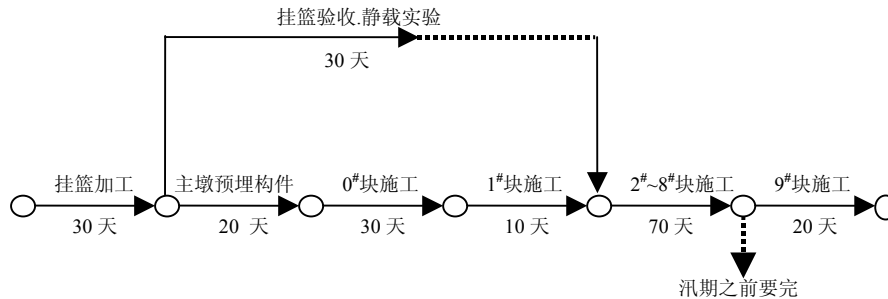 挂篮验收.静载实验
30 天
挂篮加工 主墩预埋构件 0#块施工 1#块施工 2#~8#块施工 9#块施工
30 天 20 天 30 天 10 天 70 天 20 天
汛期之前要完